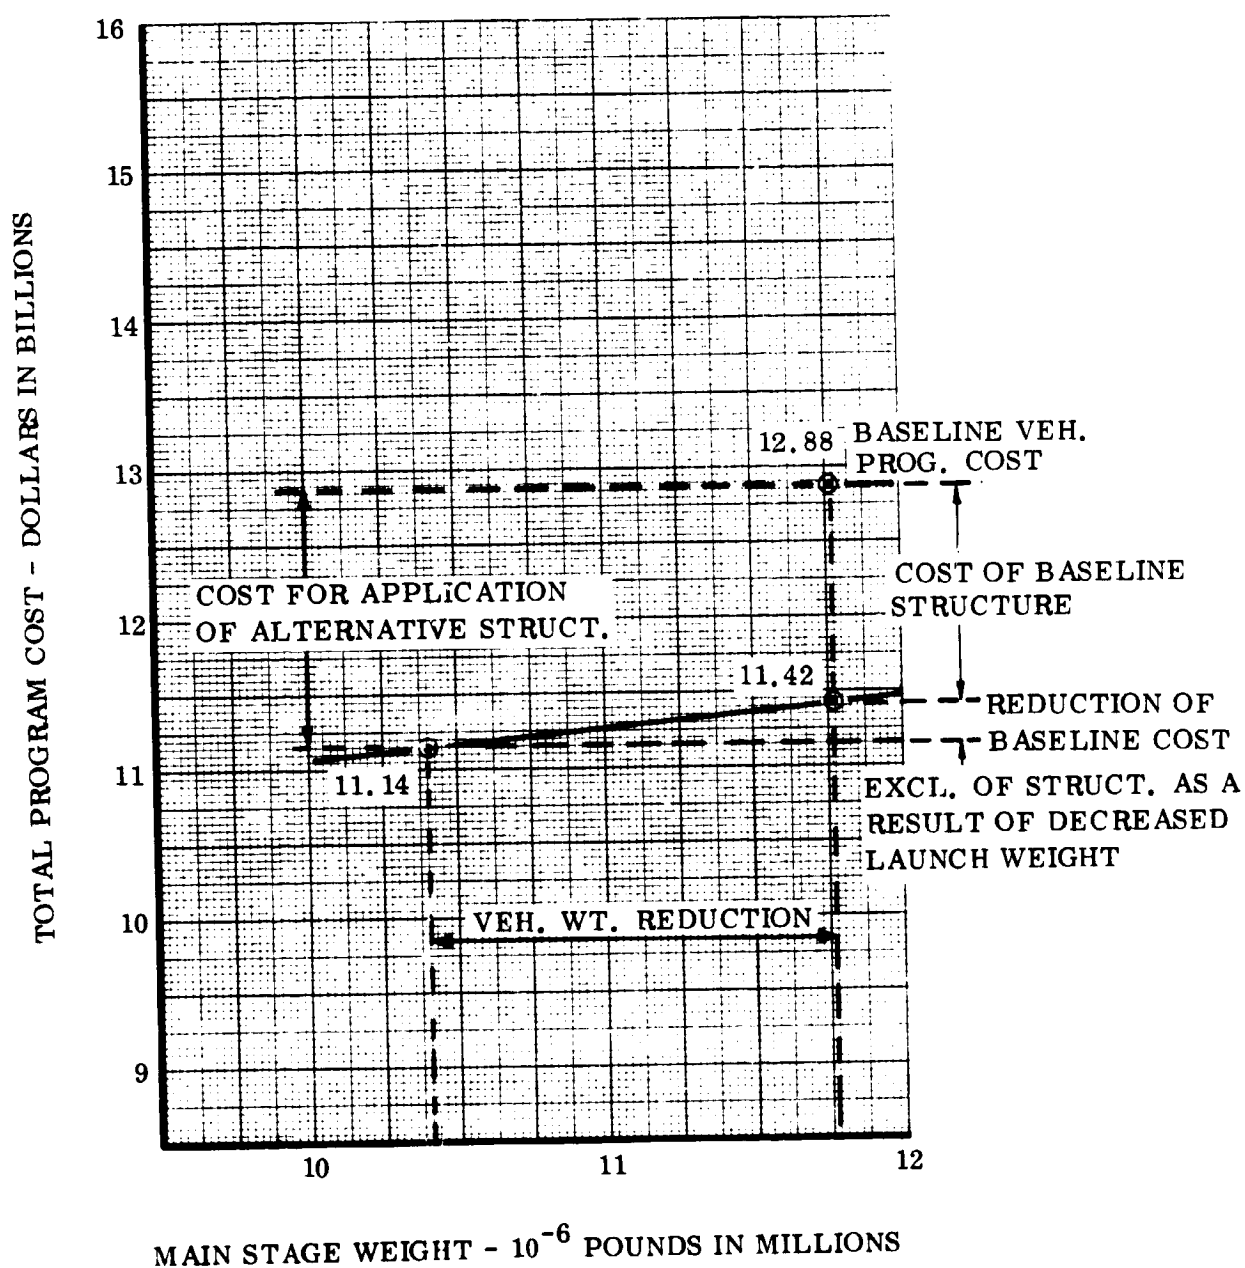 16
15
14
13
12
11
10
9
TOTAL PROGRAM COST - DOLLARS IN BILLIONS
12.88
BASELINE VEH.
PROG. COST
COST FOR APPLICATION
OF ALTERNATIVE STRUCT.
COST OF BASELINE
STRUCTURE
11.42
REDUCTION OF
BASELINE COST
11.14
EXCL. OF STRUCT. AS A
RESULT OF DECREASED
LAUNCH WEIGHT
VEH. WT. REDUCTION
10
11
12
MAIN STAGE WEIGHT - 10⁻⁶ POUNDS IN MILLIONS